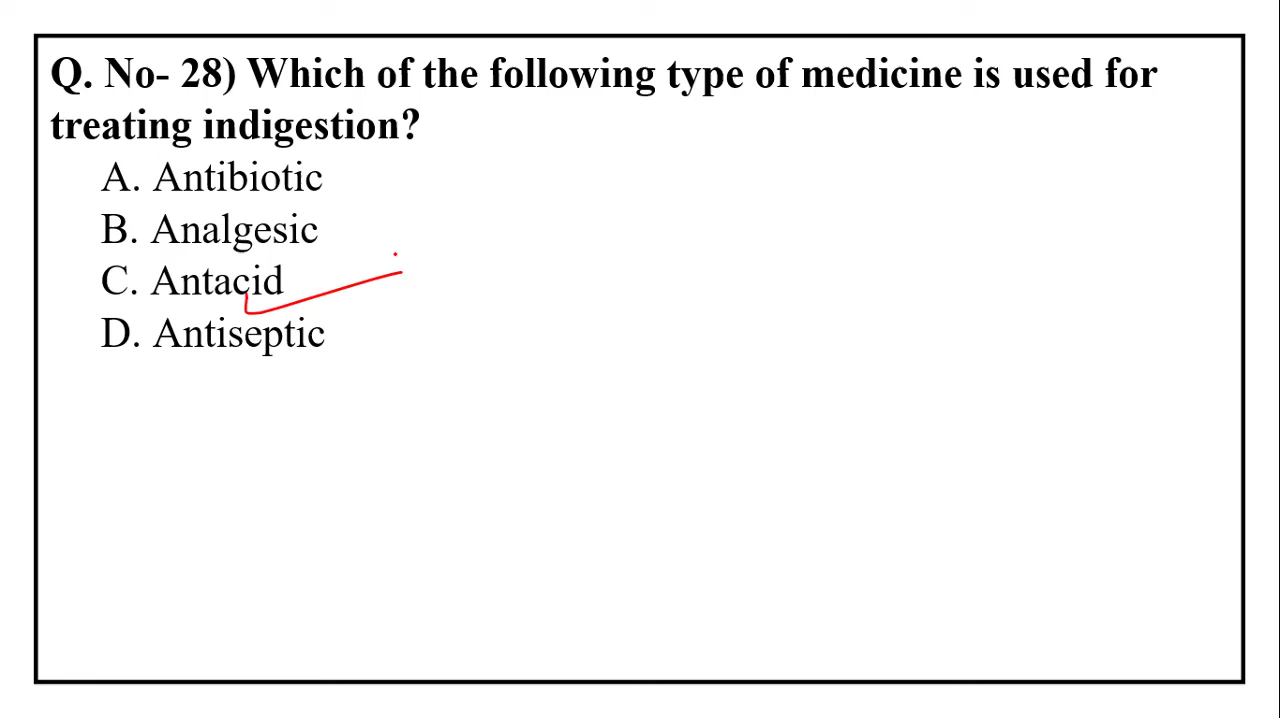 Q. No- 28) Which of the following type of medicine is used for
treating indigestion?
A. Antibiotic
B. Analgesic
C. Antacid
D. Antiseptic